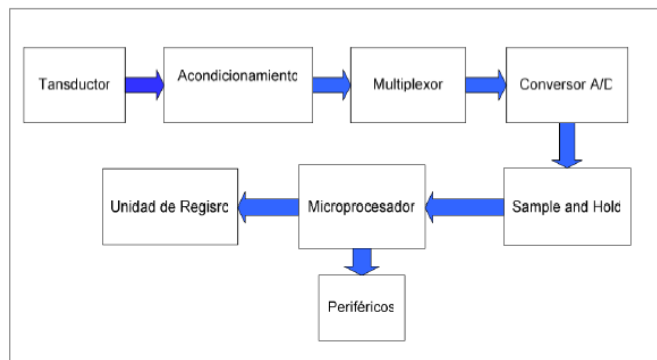 Tansductor
Acondicionamiento
Multiplexor
Conversor A/D
Unidad de Regisro
Microprocesador
Sample and Hold
Periféricos